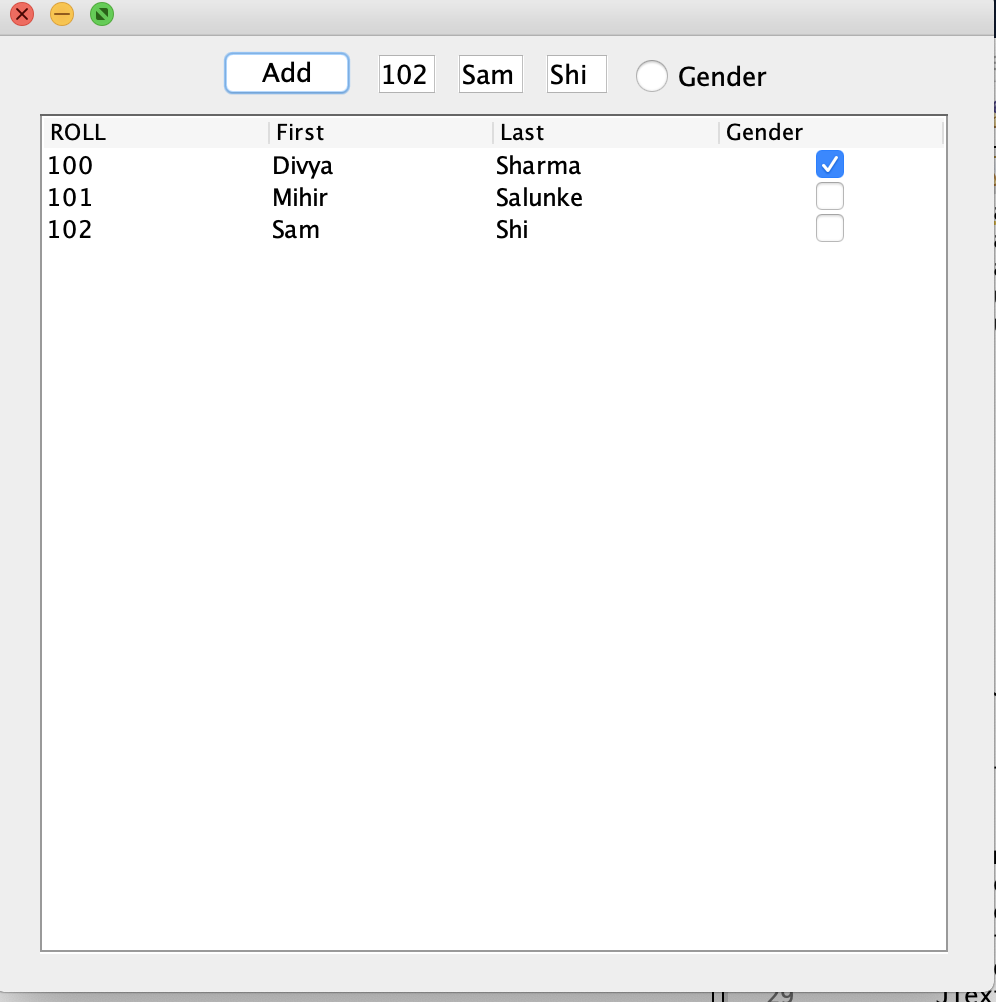 Add 102 Sam Shi Gender
ROLL First Last Gender
100 Divya Sharma
101 Mihir Salunke
102 Sam Shi
29 JTex